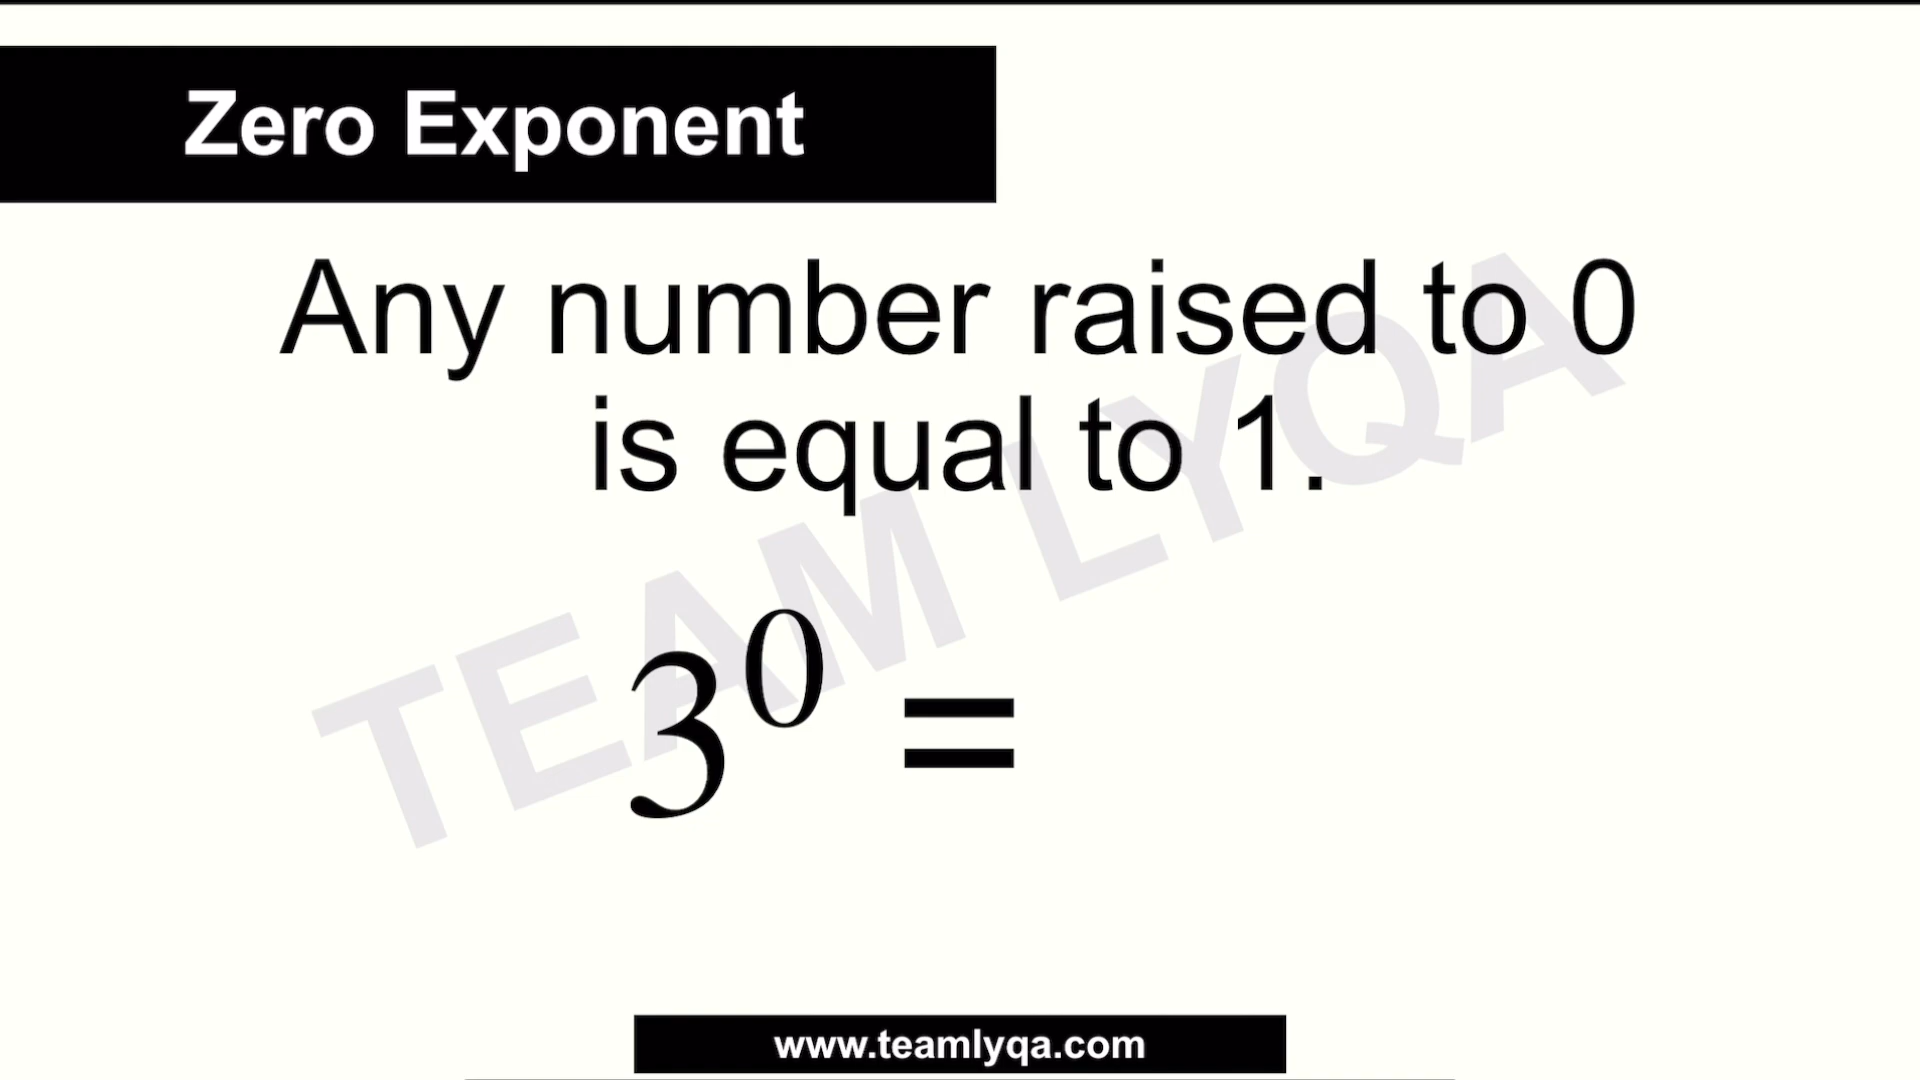 Zero Exponent
Any number raised to 0
is equal to 1.
3⁰ =
TEAM LYQA
www.teamlyqa.com